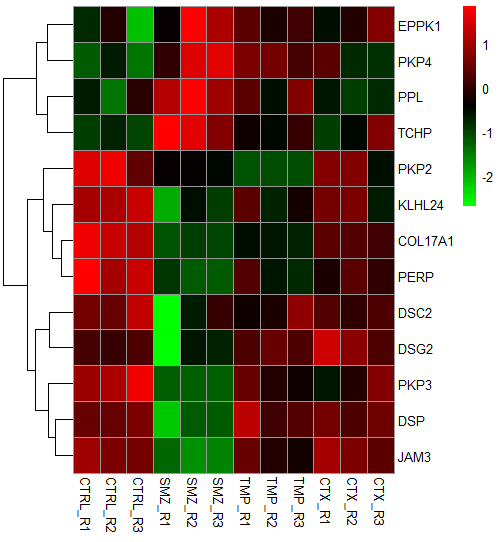 EPPK1
PKP4
PPL
TCHP
PKP2
KLHL24
COL17A1
PERP
DSC2
DSG2
PKP3
DSP
JAM3
1
0
-1
-2
CTRL_R1
CTRL_R2
CTRL_R3
SMZ_R1
SMZ_R2
SMZ_R3
TMP_R1
TMP_R2
TMP_R3
CTX_R1
CTX_R2
CTX_R3